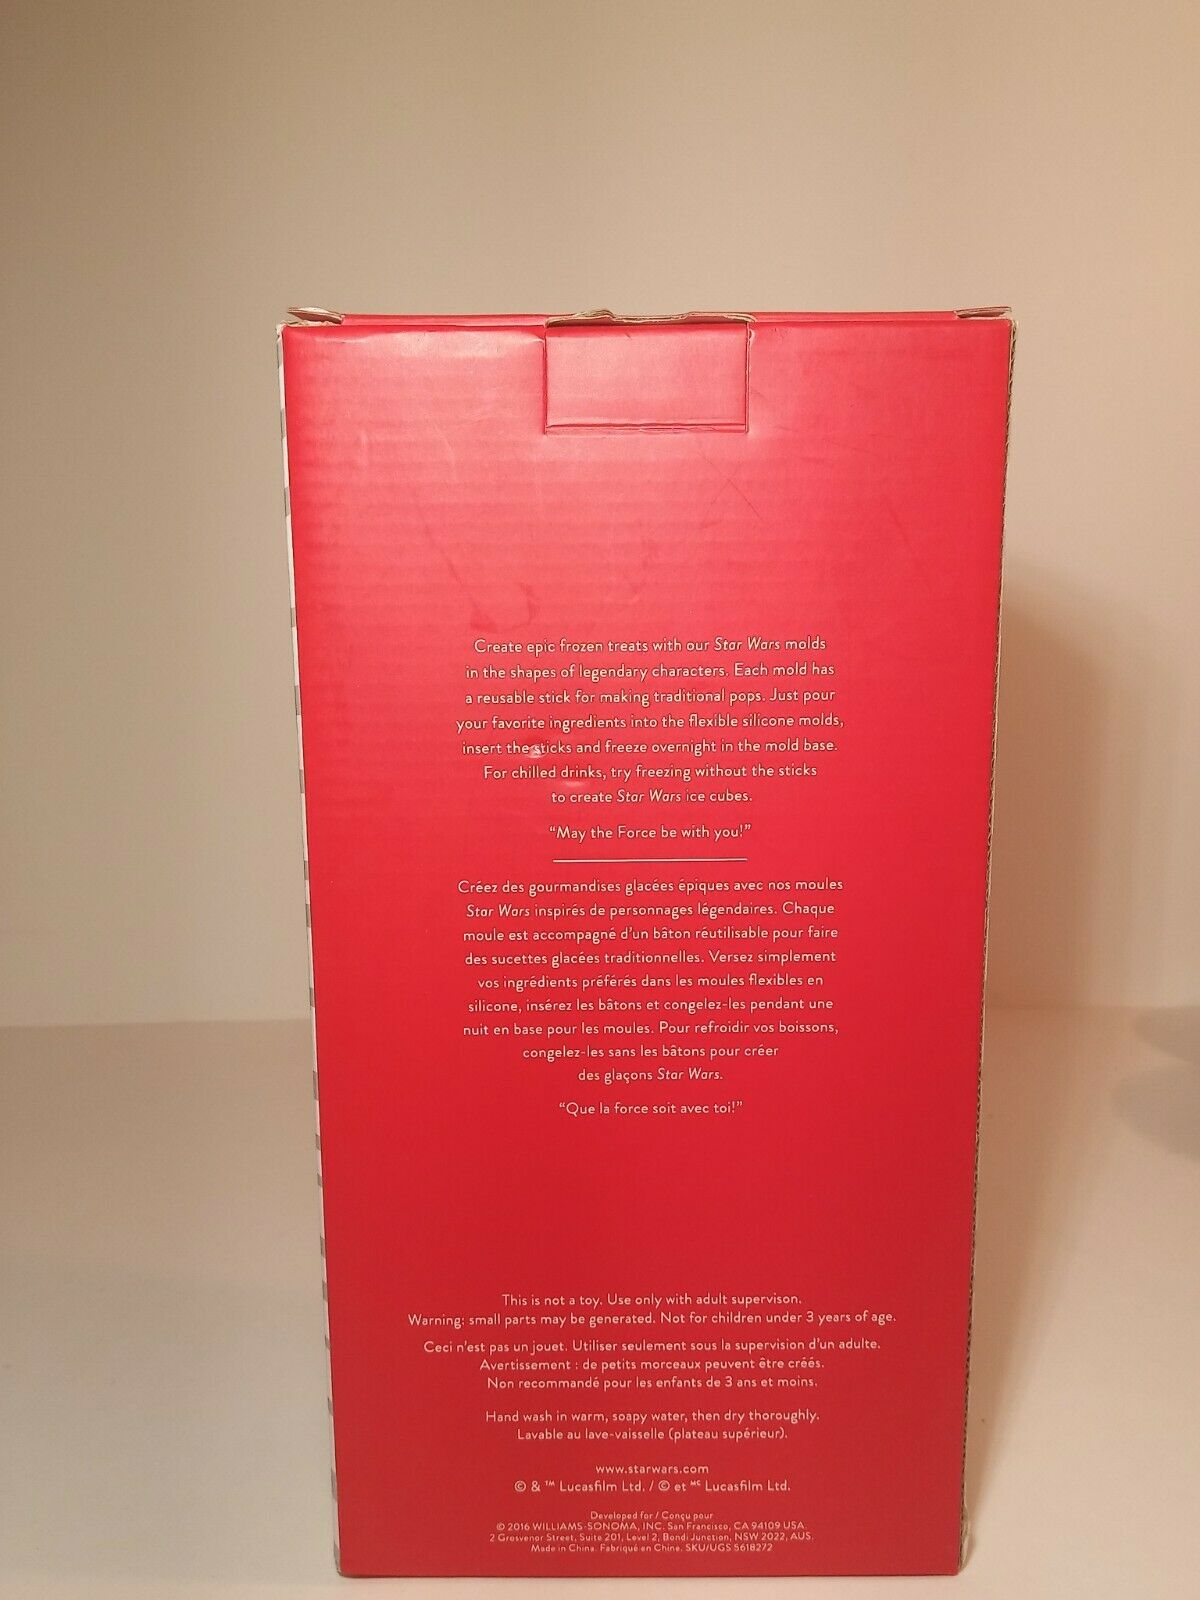 Create epic frozen treats with our Star Wars molds
in the shapes of legendary characters. Each mold has
a reusable stick for making traditional pops. Just pour
your favorite ingredients into the flexible silicone molds,
insert the sticks and freeze overnight in the mold base.
For chilled drinks, try freezing without the sticks
to create Star Wars ice cubes.
“May the Force be with you!”
Créez des gourmandises glacées épiques avec nos moules
Star Wars inspirés de personnages légendaires. Chaque
moule est accompagné d'un bâton réutilisable pour faire
des sucettes glacées traditionnelles. Versez simplement
vos ingrédients préférés dans les moules flexibles en
silicone, insérez les bâtons et congelez-les pendant une
nuit en base pour les moules. Pour refroidir vos boissons,
congelez-les sans les bâtons pour créer
des glaçons Star Wars.
“Que la force soit avec toi!”
This is not a toy. Use only with adult supervison.
Warning: small parts may be generated. Not for children under 3 years of age.
Ceci n'est pas un jouet. Utiliser seulement sous la supervision d'un adulte.
Avertissement : de petits morceaux peuvent être créés.
Non recommandé pour les enfants de 3 ans et moins.
Hand wash in warm, soapy water, then dry thoroughly.
Lavable au lave-vaisselle (plateau supérieur).
www.starwars.com
© & ™ Lucasfilm Ltd. / © et ᴹᶜ Lucasfilm Ltd.
Developed for / Conçu pour
© 2016 WILLIAMS-SONOMA, INC. San Francisco, CA 94109 USA.
2 Grosvenor Street, Suite 201, Level 2, Bondi Junction, NSW 2022, AUS.
Made in China. Fabriqué en Chine. SKU/UGS 5618272